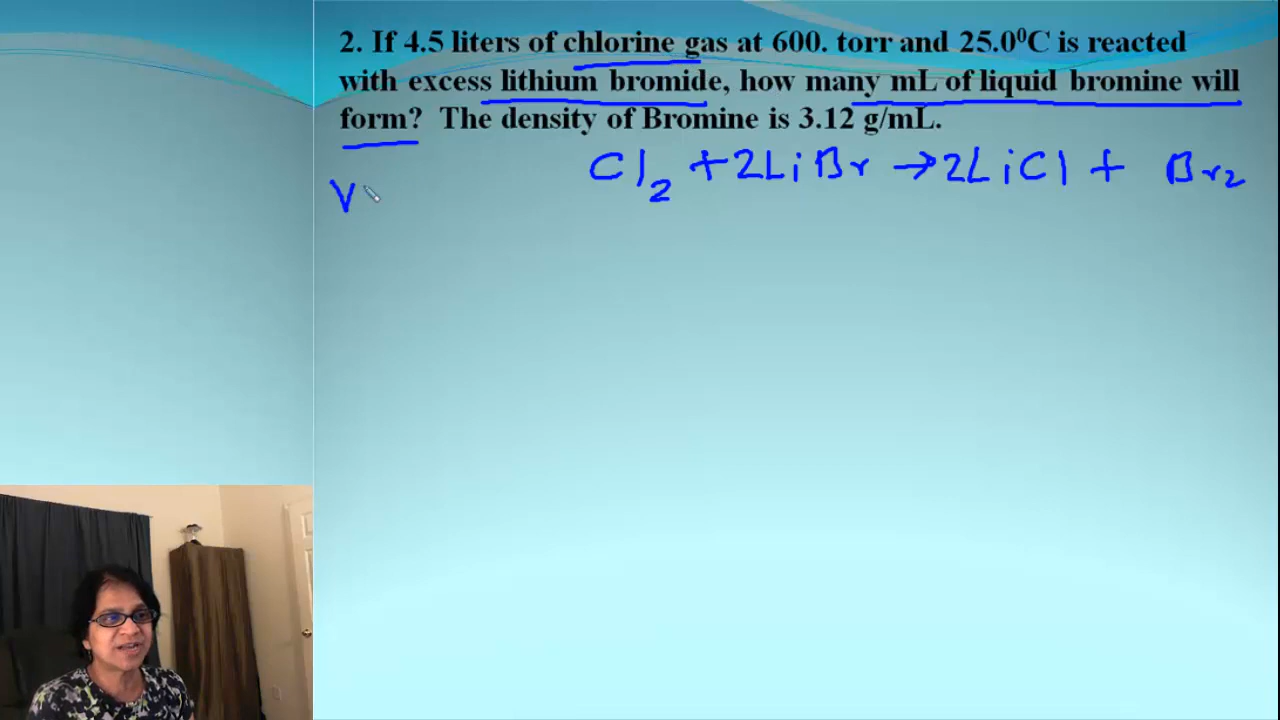 2. If 4.5 liters of chlorine gas at 600. torr and 25.0⁰C is reacted
with excess lithium bromide, how many mL of liquid bromine will
form? The density of Bromine is 3.12 g/mL.
Cl₂ + 2LiBr → 2LiCl + Br₂
V